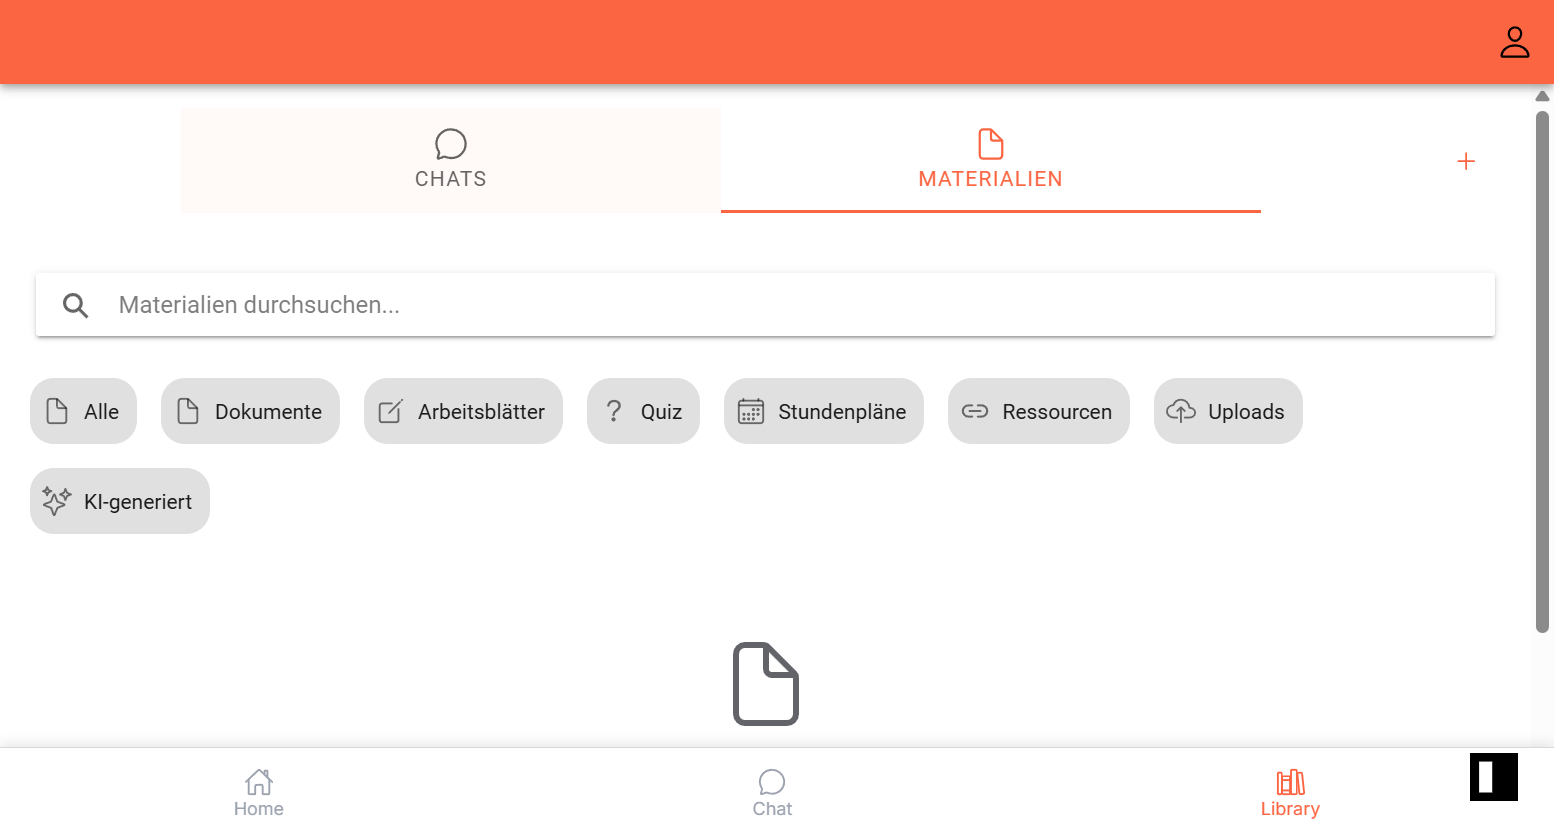 CHATS
MATERIALIEN
Materialien durchsuchen...
Alle
Dokumente
Arbeitsblätter
Quiz
Stundenpläne
Ressourcen
Uploads
KI-generiert
Home
Chat
Library